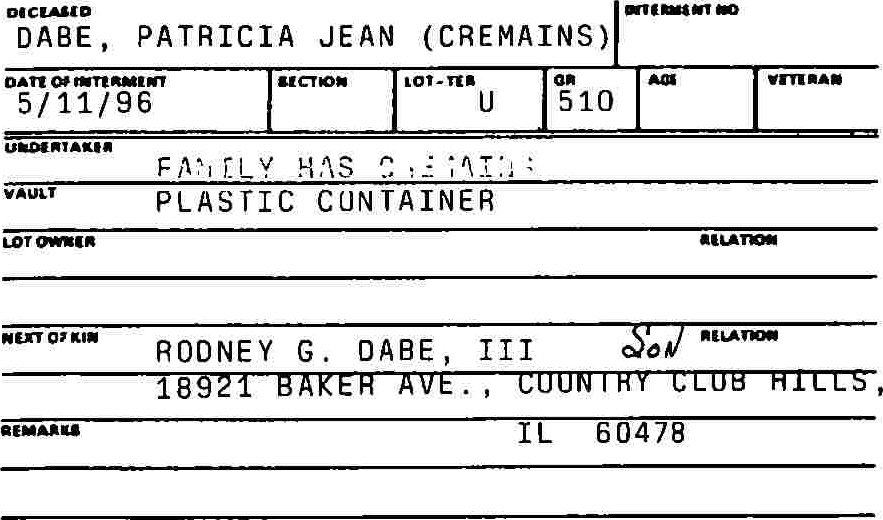 DECEASED INTERMENT NO
DABE, PATRICIA JEAN (CREMAINS)
DATE OF INTERMENT SECTION LOT-TER GR AGE VETERAN
5/11/96 U 510
UNDERTAKER
FAMILY HAS CREMAINS
VAULT
PLASTIC CONTAINER
LOT OWNER RELATION
NEXT OF KIN RELATION
RODNEY G. DABE, III SON
18921 BAKER AVE., COUNTRY CLUB HILLS,
REMARKS
IL 60478